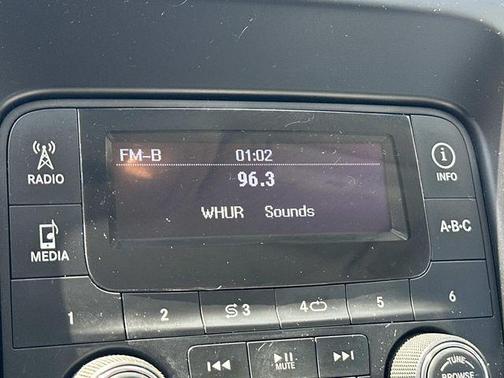 FM-B 01:02
96.3
WHUR Sounds
RADIO
INFO
MEDIA
A•B•C
1 2 3 4 5 6
MUTE
TUNE
BROWSE